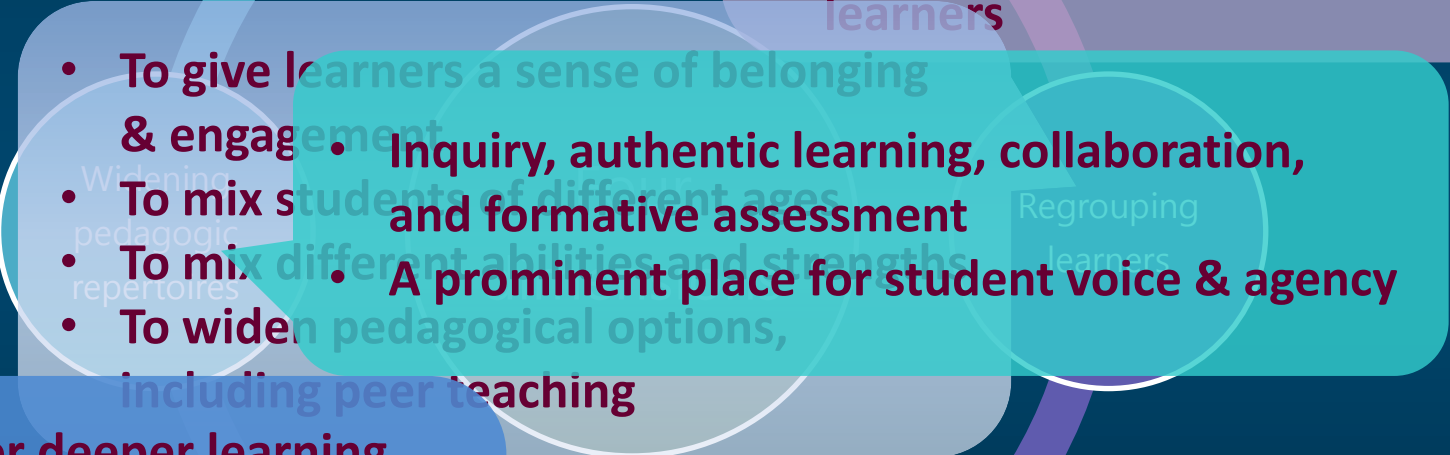 learners
• To give learners a sense of belonging
& engagement
• To mix students of different ages
• To mix different abilities and strengths
• To widen pedagogical options,
including peer teaching
deeper learning
• Inquiry, authentic learning, collaboration,
and formative assessment
• A prominent place for student voice & agency
Widening
pedagogic
repertoires
Regrouping
learners